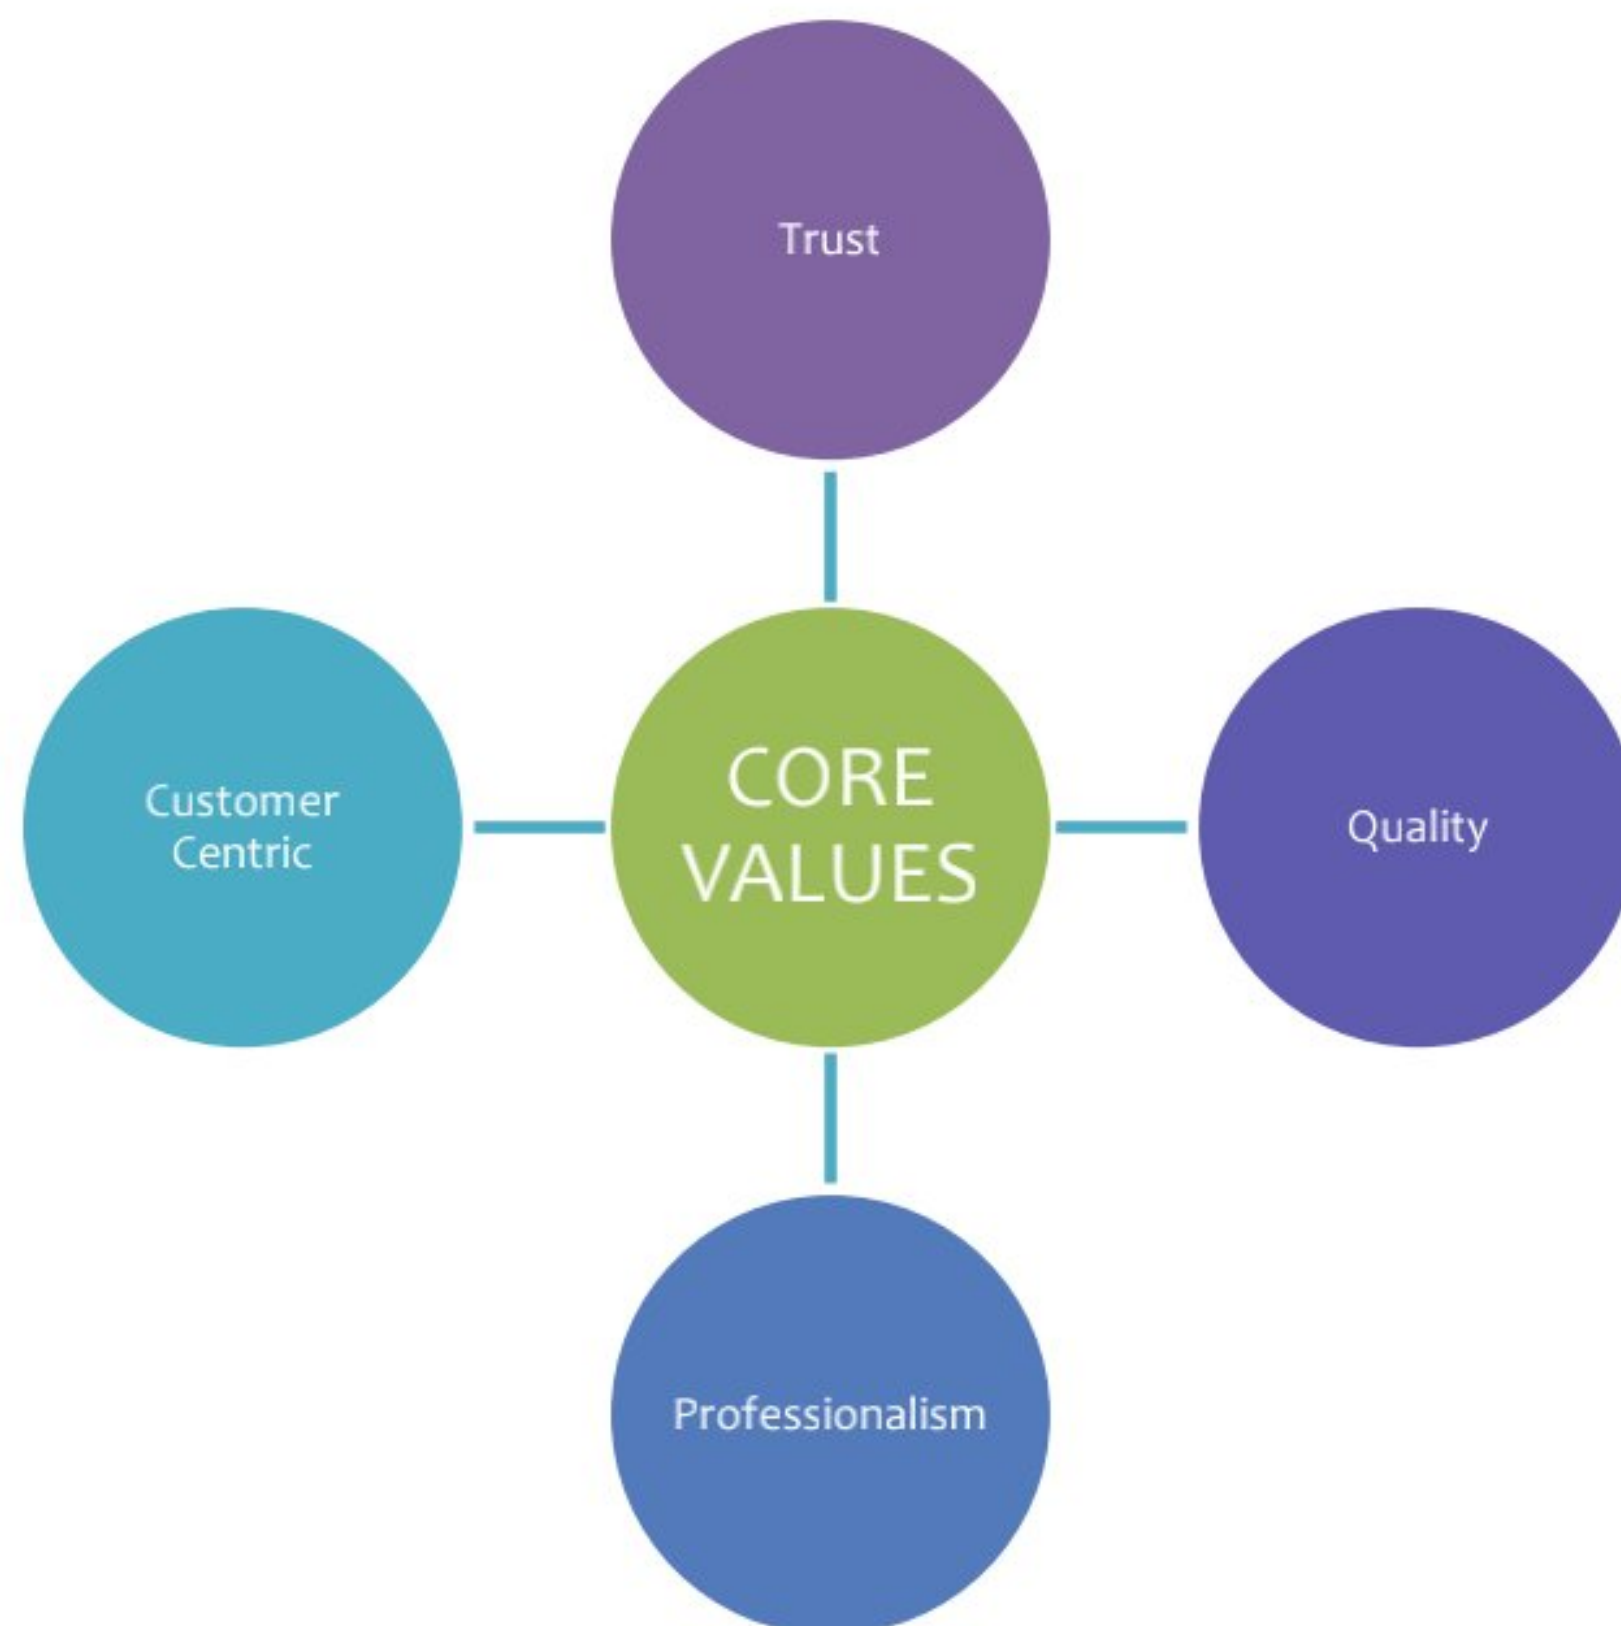 Trust
Customer
Centric
CORE
VALUES
Quality
Professionalism